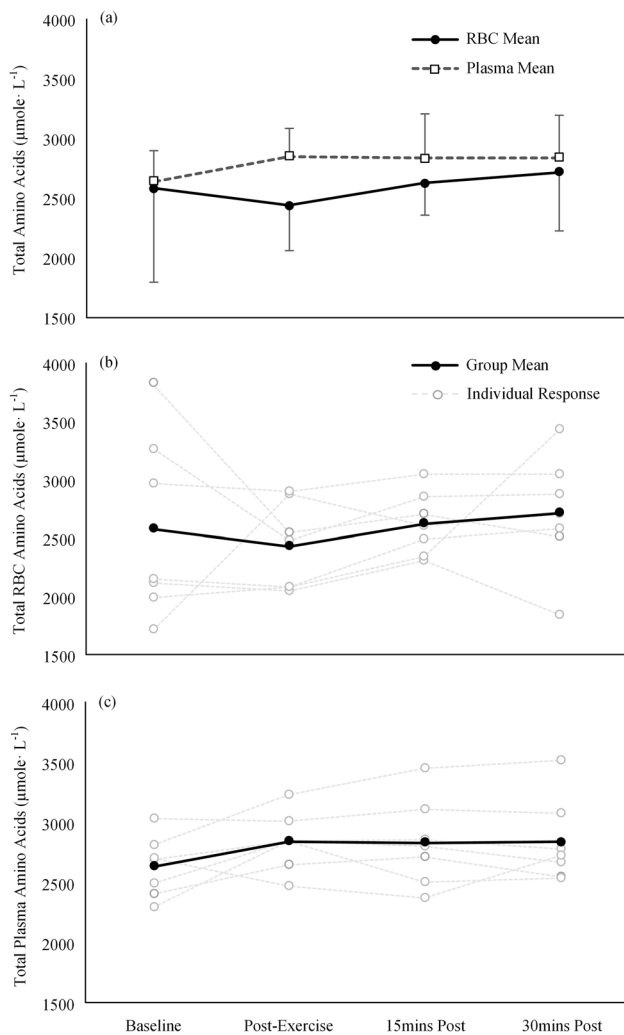 (a)
RBC Mean
Plasma Mean
Total Amino Acids (µmole· L⁻¹)
4000
3500
3000
2500
2000
1500
(b)
Group Mean
Individual Response
Total RBC Amino Acids (µmole· L⁻¹)
4000
3500
3000
2500
2000
1500
(c)
Total Plasma Amino Acids (µmole· L⁻¹)
4000
3500
3000
2500
2000
1500
Baseline Post-Exercise 15mins Post 30mins Post